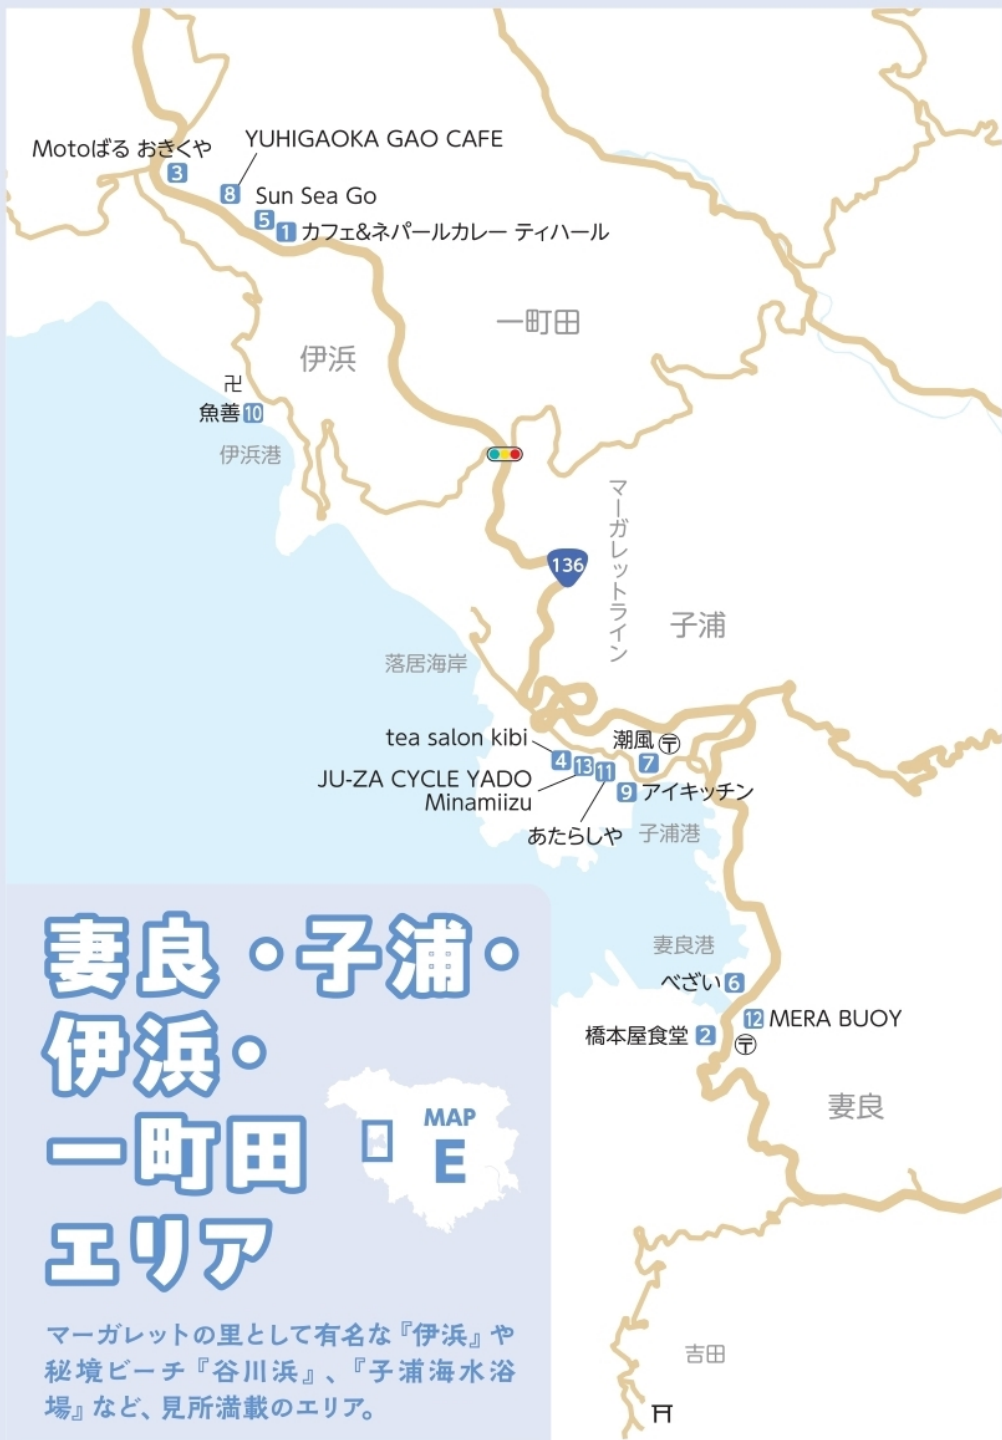 YUHIGAOKA GAO CAFE
Motoばる おきくや
3
8
Sun Sea Go
5
1 カフェ&ネパールカレー ティハール
一町田
伊浜
卍
魚善 10
伊浜港
マーガレットライン
136
子浦
落居海岸
tea salon kibi
潮風 〒
4
13
11
7
JU-ZA CYCLE YADO
Minamiizu
9 アイキッチン
あたらしや
子浦港
妻良港
べざい 6
12 MERA BUOY
橋本屋食堂 2
〒
妻良
吉田
妻良・子浦・
伊浜・
一町田
エリア
MAP
E
マーガレットの里として有名な『伊浜』や
秘境ビーチ『谷川浜』、『子浦海水浴
場』など、見所満載のエリア。